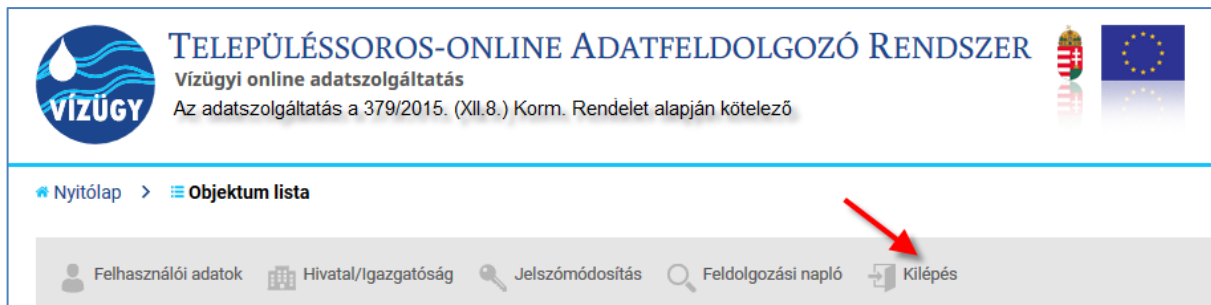 TELEPÜLÉSSOROS-ONLINE ADATFELDOLGOZÓ RENDSZER
Vízügyi online adatszolgáltatás
Az adatszolgáltatás a 379/2015. (XII.8.) Korm. Rendelet alapján kötelező
VÍZÜGY
Nyitólap > Objektum lista
Felhasználói adatok Hivatal/Igazgatóság Jelszómódosítás Feldolgozási napló Kilépés